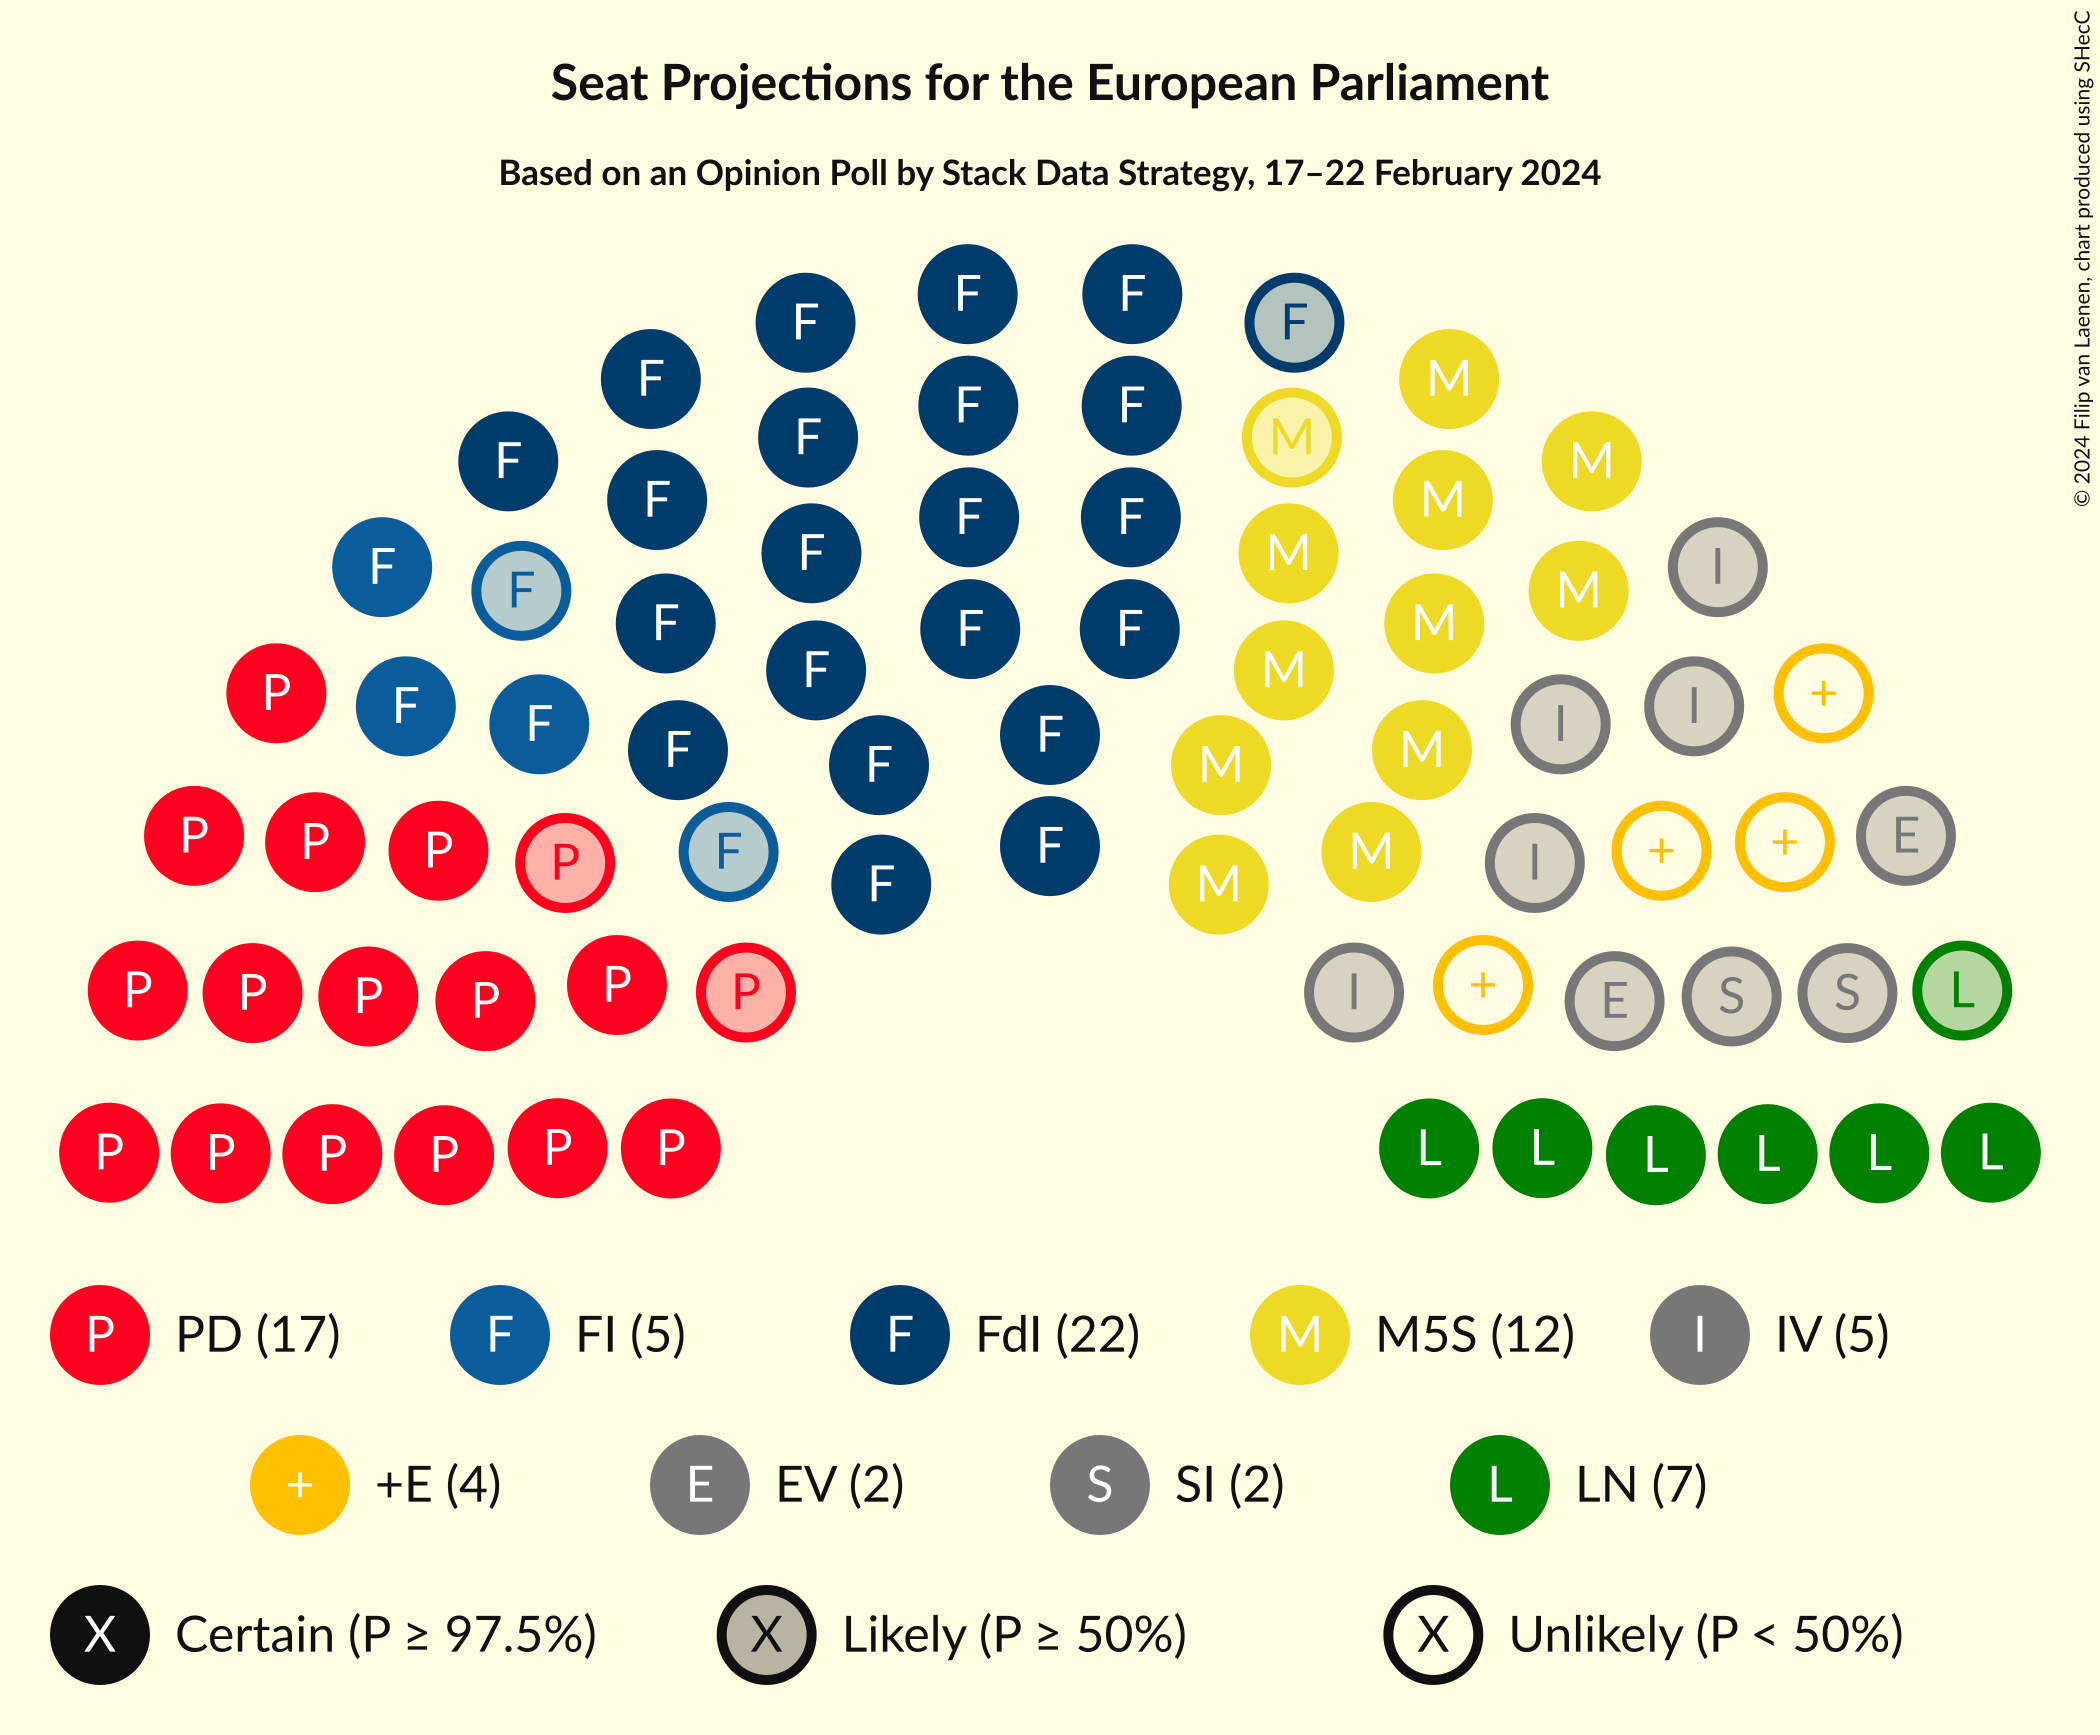 Seat Projections for the European Parliament
Based on an Opinion Poll by Stack Data Strategy, 17–22 February 2024
© 2024 Filip van Laenen, chart produced using SHecC
F F
F F
F F
F M
F M
F F
F M
F M
F F
F F M
F F M
F F I
F F M M
P I +
F F I
F F M
F M
P E
P + P +
F M
P I
F M
P + 
P L
P I P S
P S
P E
P P P P P P L L L L L L
P PD (17) F FI (5) F FdI (22) M M5S (12) I IV (5)
+ +E (4) E EV (2) S SI (2) L LN (7)
X Certain (P ≥ 97.5%) X Likely (P ≥ 50%) X Unlikely (P < 50%)